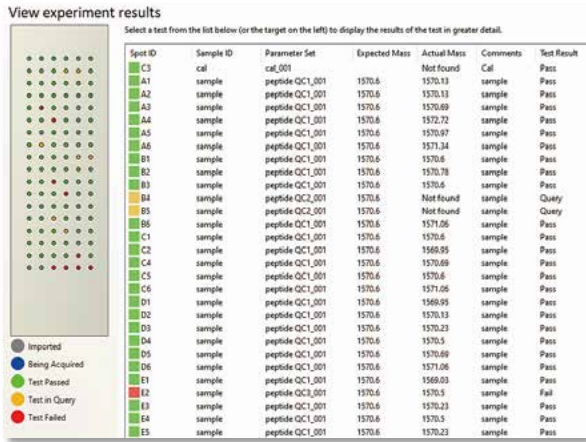 View experiment results
Select a test from the list below (or the target on the left) to display the results of the test in greater detail.
Spot ID Sample ID Parameter Set Expected Mass Actual Mass Comments Test Result
C3 cal cal_001 Not found Cal Pass
A1 sample peptide QC1_001 1570.6 1570.13 sample Pass
A2 sample peptide QC1_001 1570.6 1570.13 sample Pass
A3 sample peptide QC1_001 1570.6 1570.69 sample Pass
A4 sample peptide QC1_001 1570.6 1572.72 sample Pass
A5 sample peptide QC1_001 1570.6 1570.97 sample Pass
A6 sample peptide QC1_001 1570.6 1571.34 sample Pass
B1 sample peptide QC1_001 1570.6 1570.6 sample Pass
B2 sample peptide QC1_001 1570.6 1570.78 sample Pass
B3 sample peptide QC1_001 1570.6 1570.6 sample Pass
B4 sample peptide QC2_001 1570.6 Not found sample Query
B5 sample peptide QC2_001 1570.6 Not found sample Query
B6 sample peptide QC1_001 1570.6 1571.06 sample Pass
C1 sample peptide QC1_001 1570.6 1570.6 sample Pass
C2 sample peptide QC1_001 1570.6 1569.95 sample Pass
C4 sample peptide QC1_001 1570.6 1570.69 sample Pass
C5 sample peptide QC1_001 1570.6 1570.6 sample Pass
C6 sample peptide QC1_001 1570.6 1571.06 sample Pass
D1 sample peptide QC1_001 1570.6 1569.95 sample Pass
D2 sample peptide QC1_001 1570.6 1570.13 sample Pass
D3 sample peptide QC1_001 1570.6 1570.23 sample Pass
D4 sample peptide QC1_001 1570.6 1570.5 sample Pass
D5 sample peptide QC1_001 1570.6 1570.69 sample Pass
D6 sample peptide QC1_001 1570.6 1571.06 sample Pass
E1 sample peptide QC1_001 1570.6 1569.03 sample Pass
E2 sample peptide QC3_001 1570.6 1570.5 sample Fail
E3 sample peptide QC1_001 1570.6 1570.23 sample Pass
E4 sample peptide QC1_001 1570.6 1570.5 sample Pass
E5 sample peptide QC1_001 1570.6 1570.23 sample Pass
Imported
Being Acquired
Test Passed
Test in Query
Test Failed